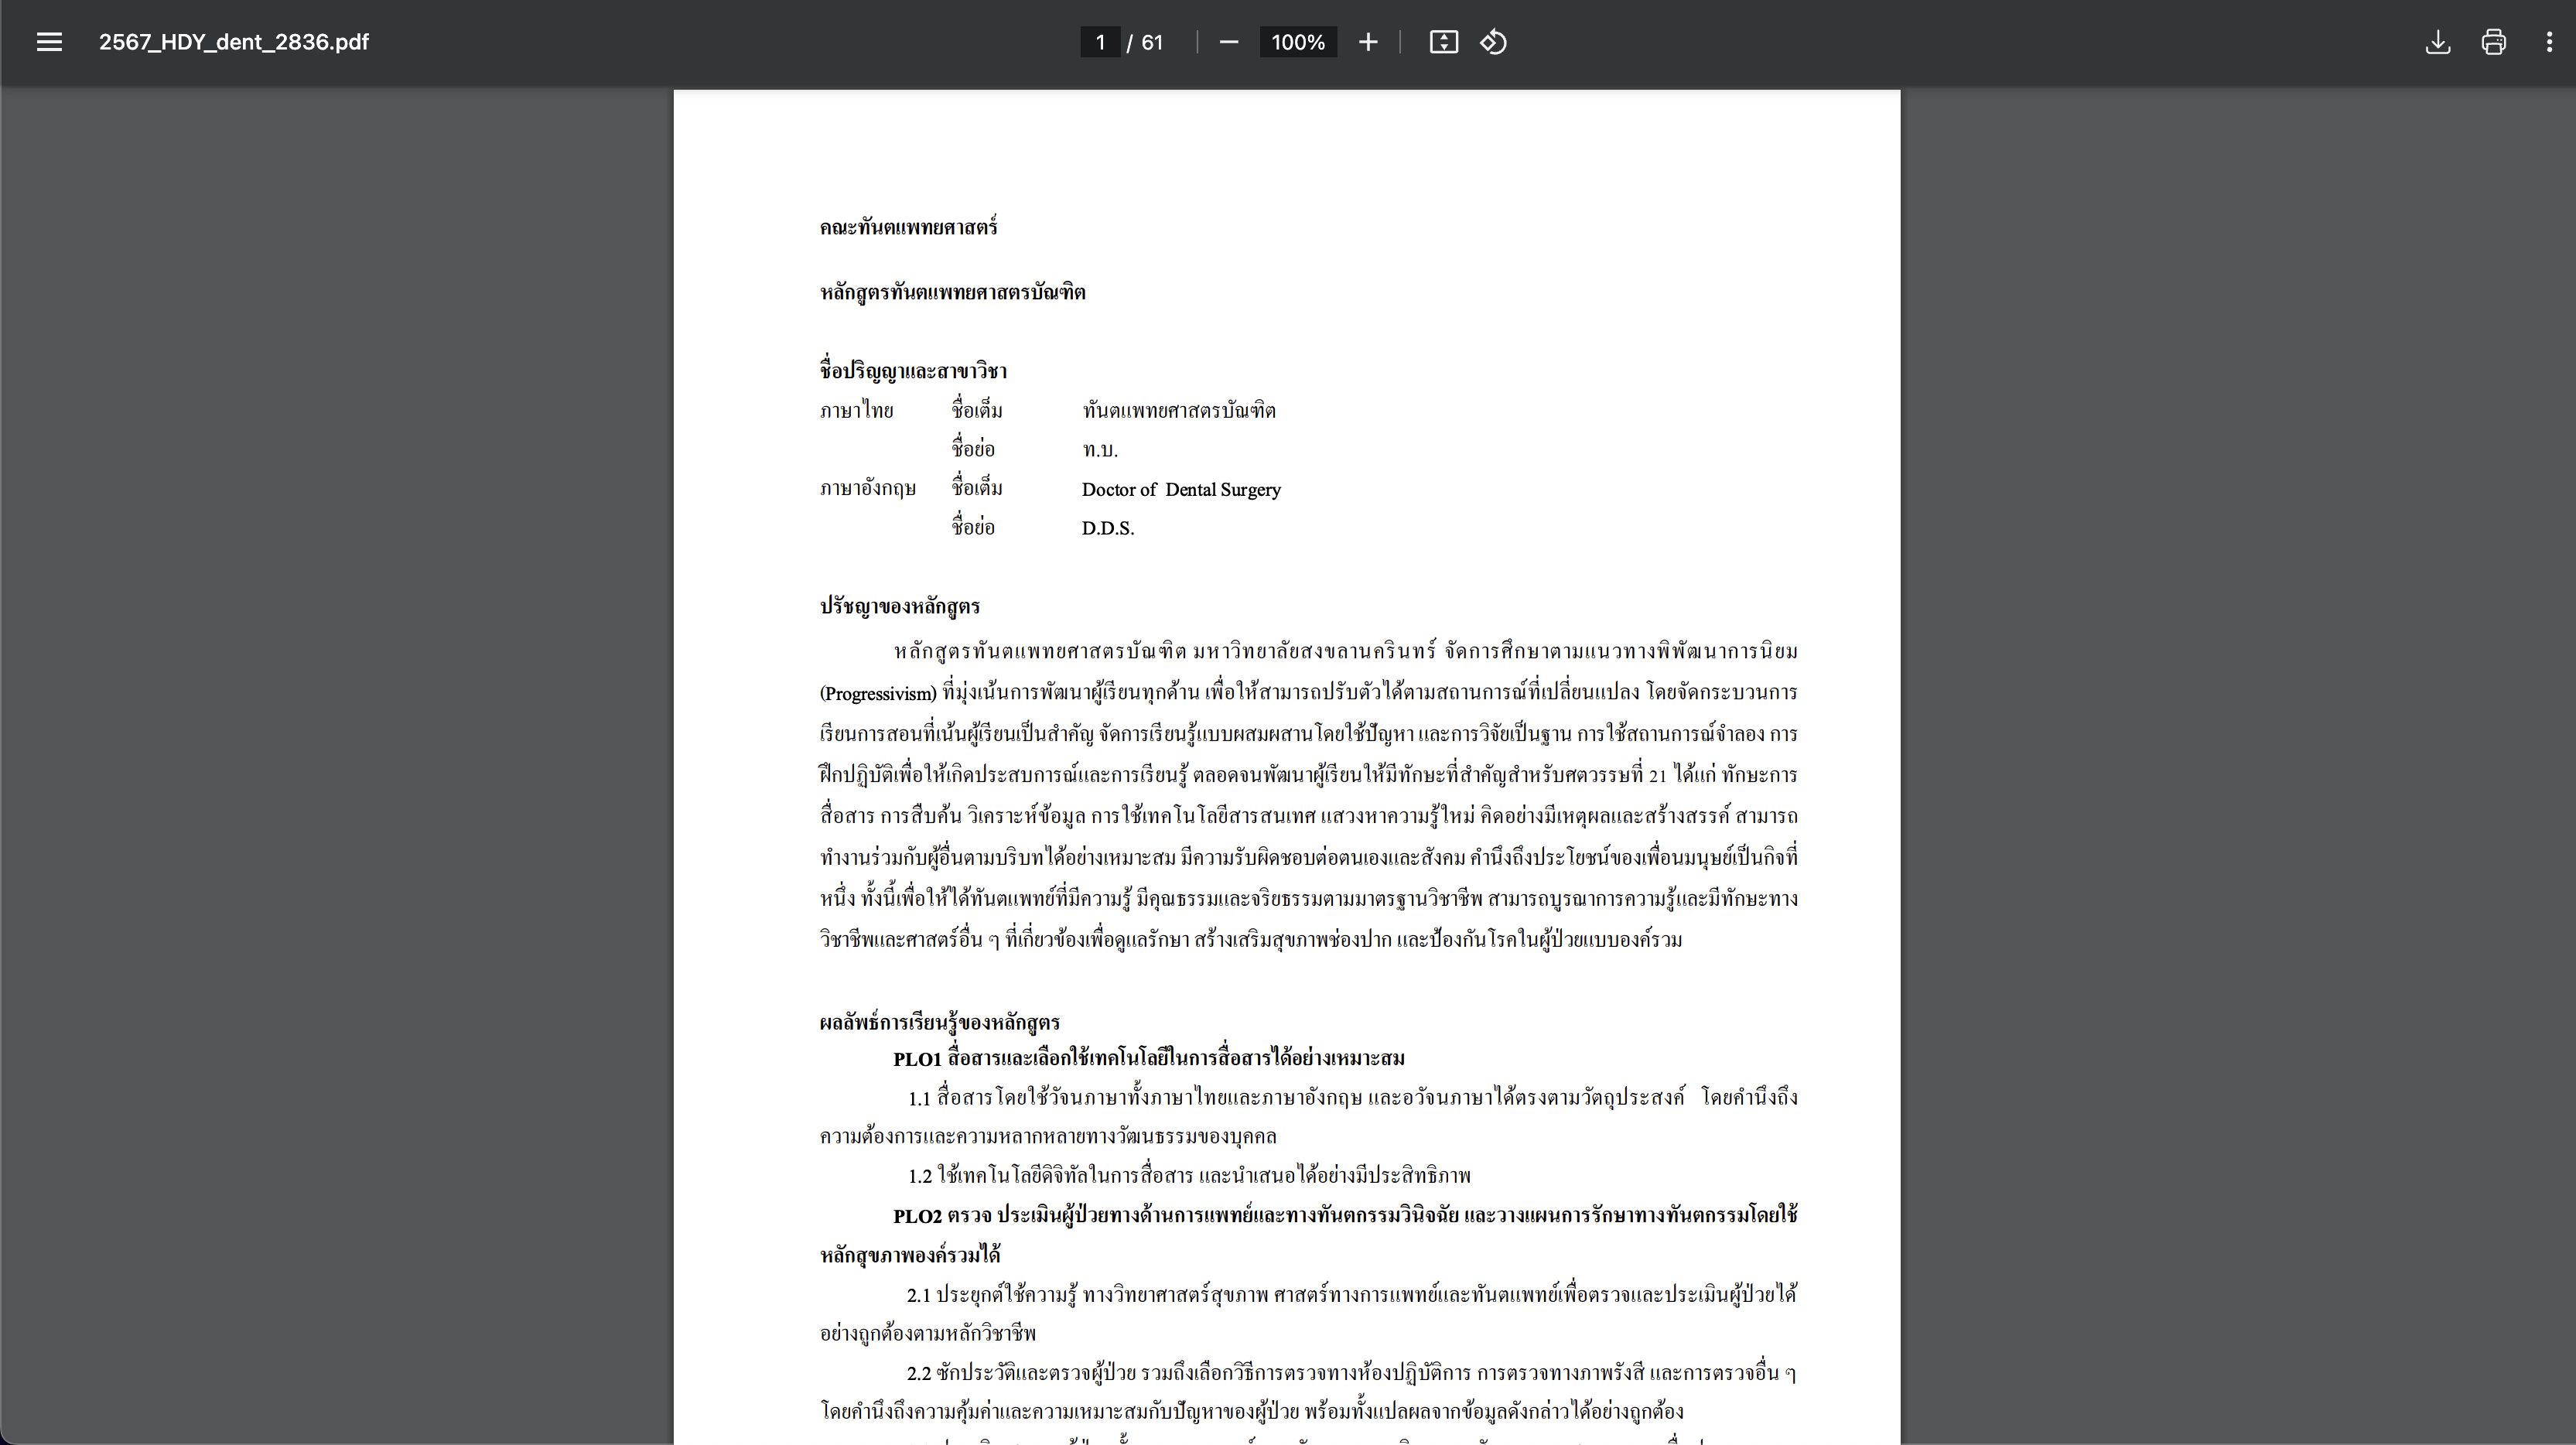 2567_HDY_dent_2836.pdf
1 / 61
100%
คณะทันตแพทยศาสตร์
หลักสูตรทันตแพทยศาสตรบัณฑิต
ชื่อปริญญาและสาขาวิชา
ภาษาไทย ชื่อเต็ม ทันตแพทยศาสตรบัณฑิต
ชื่อย่อ ท.บ.
ภาษาอังกฤษ ชื่อเต็ม Doctor of Dental Surgery
ชื่อย่อ D.D.S.
ปรัชญาของหลักสูตร
หลักสูตรทันตแพทยศาสตรบัณฑิต มหาวิทยาลัยสงขลานครินทร์ จัดการศึกษาตามแนวทางพิพัฒนาการนิยม
(Progressivism) ที่มุ่งเน้นการพัฒนาผู้เรียนทุกด้าน เพื่อให้สามารถปรับตัวได้ตามสถานการณ์ที่เปลี่ยนแปลง โดยจัดกระบวนการ
เรียนการสอนที่เน้นผู้เรียนเป็นสำคัญ จัดการเรียนรู้แบบผสมผสานโดยใช้ปัญหา และการวิจัยเป็นฐาน การใช้สถานการณ์จำลอง การ
ฝึกปฏิบัติเพื่อให้เกิดประสบการณ์และการเรียนรู้ ตลอดจนพัฒนาผู้เรียนให้มีทักษะที่สำคัญสำหรับศตวรรษที่ 21 ได้แก่ ทักษะการ
สื่อสาร การสืบค้น วิเคราะห์ข้อมูล การใช้เทคโนโลยีสารสนเทศ แสวงหาความรู้ใหม่ คิดอย่างมีเหตุผลและสร้างสรรค์ สามารถ
ทำงานร่วมกับผู้อื่นตามบริบทได้อย่างเหมาะสม มีความรับผิดชอบต่อตนเองและสังคม คำนึงถึงประโยชน์ของเพื่อนมนุษย์เป็นกิจที่
หนึ่ง ทั้งนี้เพื่อให้ได้ทันตแพทย์ที่มีความรู้ มีคุณธรรมและจริยธรรมตามมาตรฐานวิชาชีพ สามารถบูรณาการความรู้และมีทักษะทาง
วิชาชีพและศาสตร์อื่น ๆ ที่เกี่ยวข้องเพื่อดูแลรักษา สร้างเสริมสุขภาพช่องปาก และป้องกันโรคในผู้ป่วยแบบองค์รวม
ผลลัพธ์การเรียนรู้ของหลักสูตร
PLO1 สื่อสารและเลือกใช้เทคโนโลยีในการสื่อสารได้อย่างเหมาะสม
1.1 สื่อสารโดยใช้วัจนภาษาทั้งภาษาไทยและภาษาอังกฤษ และอวัจนภาษาได้ตรงตามวัตถุประสงค์ โดยคำนึงถึง
ความต้องการและความหลากหลายทางวัฒนธรรมของบุคคล
1.2 ใช้เทคโนโลยีดิจิทัลในการสื่อสาร และนำเสนอได้อย่างมีประสิทธิภาพ
PLO2 ตรวจ ประเมินผู้ป่วยทางด้านการแพทย์และทางทันตกรรมวินิจฉัย และวางแผนการรักษาทางทันตกรรมโดยใช้
หลักสุขภาพองค์รวมได้
2.1 ประยุกต์ใช้ความรู้ ทางวิทยาศาสตร์สุขภาพ ศาสตร์ทางการแพทย์และทันตแพทย์เพื่อตรวจและประเมินผู้ป่วยได้
อย่างถูกต้องตามหลักวิชาชีพ
2.2 ซักประวัติและตรวจผู้ป่วย รวมถึงเลือกวิธีการตรวจทางห้องปฏิบัติการ การตรวจทางภาพรังสี และการตรวจอื่น ๆ
โดยคำนึงถึงความคุ้มค่าและความเหมาะสมกับปัญหาของผู้ป่วย พร้อมทั้งแปลผลจากข้อมูลดังกล่าวได้อย่างถูกต้อง